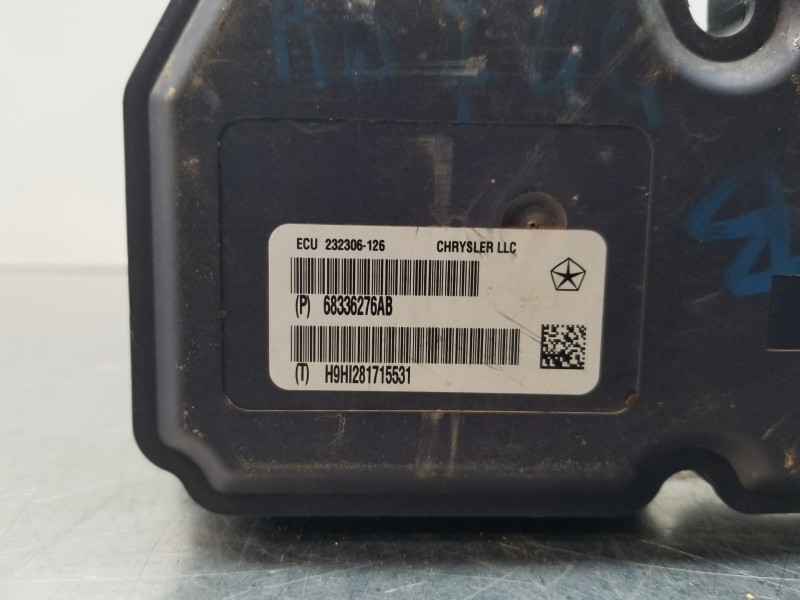 ECU 232306-126 CHRYSLER LLC
(P) 68336276AB
(T) H9HI281715531